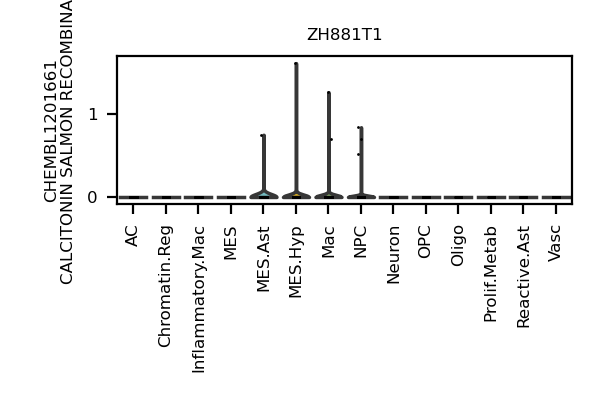 ZH881T1
CHEMBL1201661
CALCITONIN SALMON RECOMBINA
1
0
AC
Chromatin.Reg
Inflammatory.Mac
MES
MES.Ast
MES.Hyp
Mac
NPC
Neuron
OPC
Oligo
Prolif.Metab
Reactive.Ast
Vasc